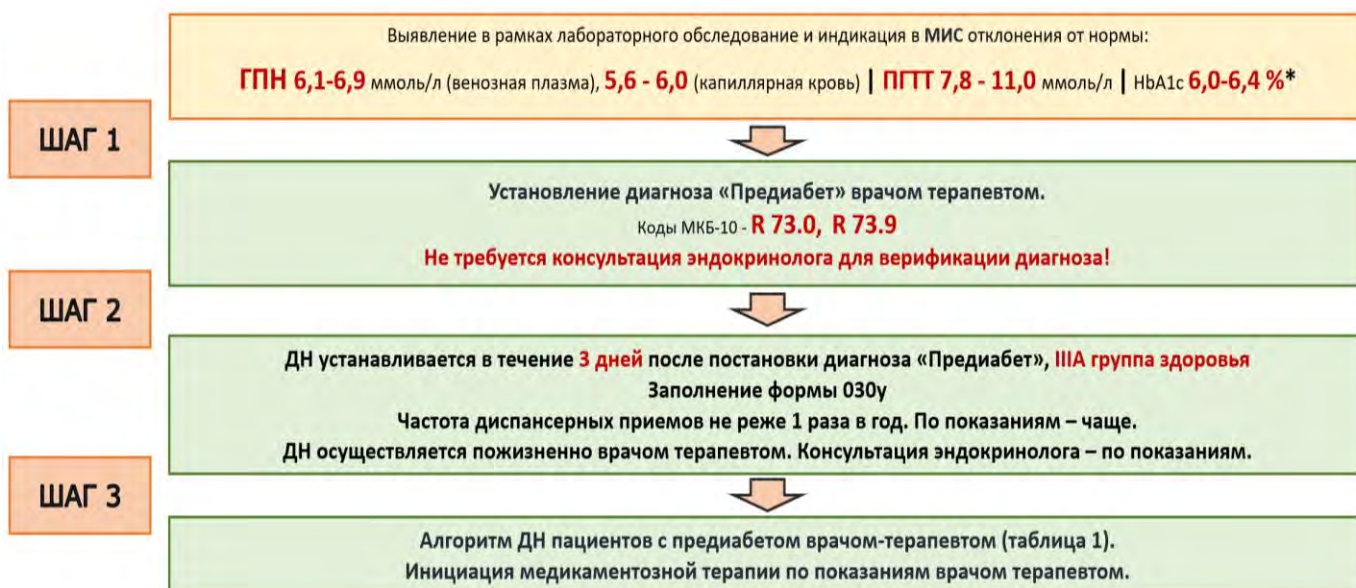 Выявление в рамках лабораторного обследование и индикация в МИС отклонения от нормы:
ГПН 6,1-6,9 ммоль/л (венозная плазма), 5,6 - 6,0 (капиллярная кровь) | ПГТТ 7,8 - 11,0 ммоль/л | HbA1c 6,0-6,4 %*
ШАГ 1
Установление диагноза «Предиабет» врачом терапевтом.
Коды МКБ-10 - R 73.0, R 73.9
Не требуется консультация эндокринолога для верификации диагноза!
ШАГ 2
ДН устанавливается в течение 3 дней после постановки диагноза «Предиабет», IIIA группа здоровья
Заполнение формы 030у
Частота диспансерных приемов не реже 1 раза в год. По показаниям – чаще.
ДН осуществляется пожизненно врачом терапевтом. Консультация эндокринолога – по показаниям.
ШАГ 3
Алгоритм ДН пациентов с предиабетом врачом-терапевтом (таблица 1).
Инициация медикаментозной терапии по показаниям врачом терапевтом.